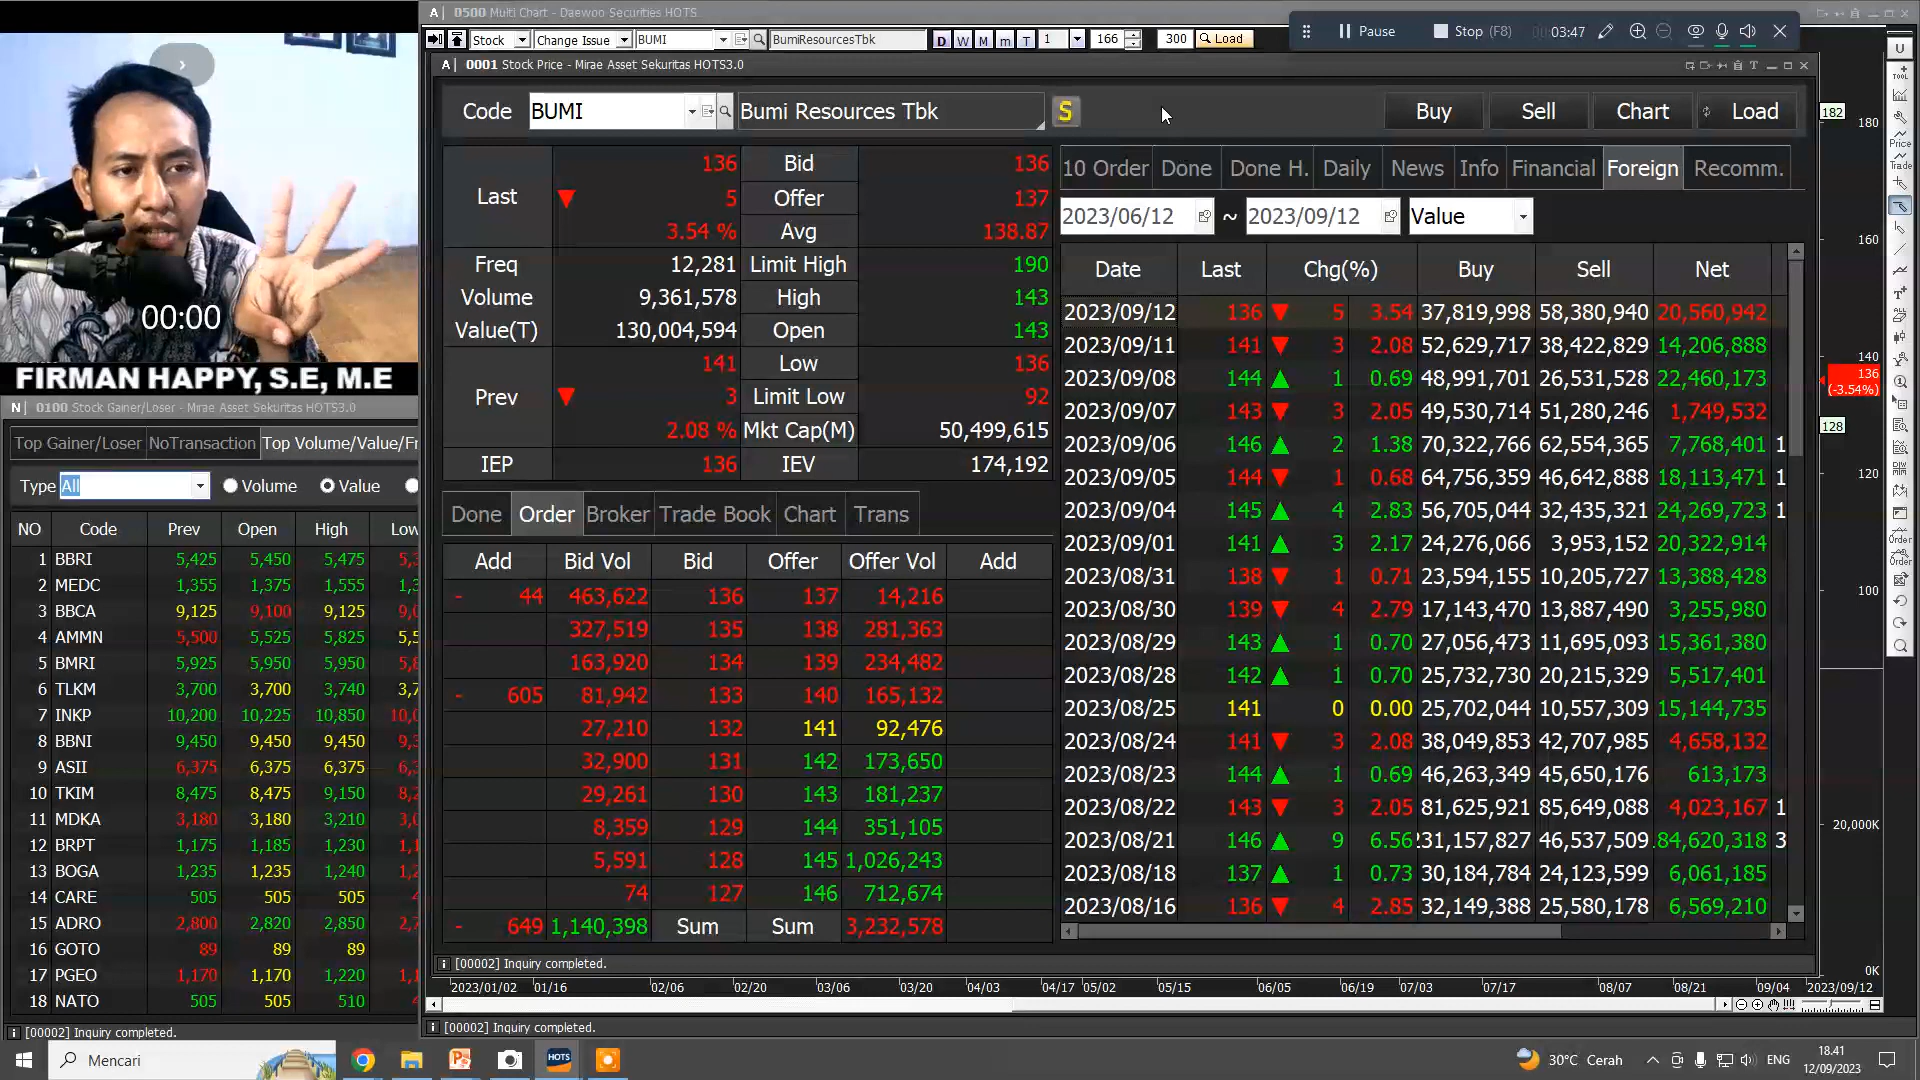 00:00
FIRMAN HAPPY, S.E, M.E
N 0100 Stock Gainer/Loser - Mirae Asset Sekuritas HOTS3.0
Top Gainer/Loser NoTransaction Top Volume/Value/Fr
Type All Volume Value
NO Code Prev Open High Low
1 BBRI 5,425 5,450 5,475
2 MEDC 1,355 1,375 1,555
3 BBCA 9,125 9,100 9,125
4 AMMN 5,500 5,525 5,825
5 BMRI 5,925 5,950 5,950
6 TLKM 3,700 3,700 3,740
7 INKP 10,200 10,225 10,850
8 BBNI 9,450 9,450 9,450
9 ASII 6,375 6,375 6,375
10 TKIM 8,475 8,475 9,150
11 MDKA 3,180 3,180 3,210
12 BRPT 1,175 1,185 1,230
13 BOGA 1,235 1,235 1,240
14 CARE 505 505 505
15 ADRO 2,800 2,820 2,850
16 GOTO 89 89 89
17 PGEO 1,170 1,170 1,220
18 NATO 505 505 510
[00002] Inquiry completed.
A 0500 Multi Chart - Daewoo Securities HOTS
Stock Change Issue BUMI BumiResourcesTbk D W M m T 1 166 300 Load
Pause Stop (F8) 00:03:47
A 0001 Stock Price - Mirae Asset Sekuritas HOTS3.0
Code BUMI Bumi Resources Tbk S Buy Sell Chart Load
Last 136 Bid 136
5 Offer 137
3.54 % Avg 138.87
Freq 12,281 Limit High 190
Volume 9,361,578 High 143
Value(T) 130,004,594 Open 143
Prev 141 Low 136
3 Limit Low 92
2.08 % Mkt Cap(M) 50,499,615
IEP 136 IEV 174,192
Done Order Broker Trade Book Chart Trans
Add Bid Vol Bid Offer Offer Vol Add
- 44 463,622 136 137 14,216
327,519 135 138 281,363
163,920 134 139 234,482
- 605 81,942 133 140 165,132
27,210 132 141 92,476
32,900 131 142 173,650
29,261 130 143 181,237
8,359 129 144 351,105
5,591 128 145 1,026,243
74 127 146 712,674
- 649 1,140,398 Sum Sum 3,232,578
10 Order Done Done H. Daily News Info Financial Foreign Recomm.
2023/06/12 ~ 2023/09/12 Value
Date Last Chg(%) Buy Sell Net
2023/09/12 136 5 3.54 37,819,998 58,380,940 20,560,942
2023/09/11 141 3 2.08 52,629,717 38,422,829 14,206,888
2023/09/08 144 1 0.69 48,991,701 26,531,528 22,460,173
2023/09/07 143 3 2.05 49,530,714 51,280,246 1,749,532
2023/09/06 146 2 1.38 70,322,766 62,554,365 7,768,401 1
2023/09/05 144 1 0.68 64,756,359 46,642,888 18,113,471 1
2023/09/04 145 4 2.83 56,705,044 32,435,321 24,269,723 1
2023/09/01 141 3 2.17 24,276,066 3,953,152 20,322,914
2023/08/31 138 1 0.71 23,594,155 10,205,727 13,388,428
2023/08/30 139 4 2.79 17,143,470 13,887,490 3,255,980
2023/08/29 143 1 0.70 27,056,473 11,695,093 15,361,380
2023/08/28 142 1 0.70 25,732,730 20,215,329 5,517,401
2023/08/25 141 0 0.00 25,702,044 10,557,309 15,144,735
2023/08/24 141 3 2.08 38,049,853 42,707,985 4,658,132
2023/08/23 144 1 0.69 46,263,349 45,650,176 613,173
2023/08/22 143 3 2.05 81,625,921 85,649,088 4,023,167 1
2023/08/21 146 9 6.56 231,157,827 46,537,509 184,620,318 3
2023/08/18 137 1 0.73 30,184,784 24,123,599 6,061,185
2023/08/16 136 4 2.85 32,149,388 25,580,178 6,569,210
[00002] Inquiry completed.
182 180
160
140
136
(-3.54%)
128
120
100
20,000K
0K
2023/01/02 01/16 02/06 02/20 03/06 03/20 04/03 04/17 05/02 05/15 06/05 06/19 07/03 07/17 08/07 08/21 09/04 2023/09/12
[00002] Inquiry completed.
Mencari
HOTS
30°C Cerah ENG 18.41
12/09/2023